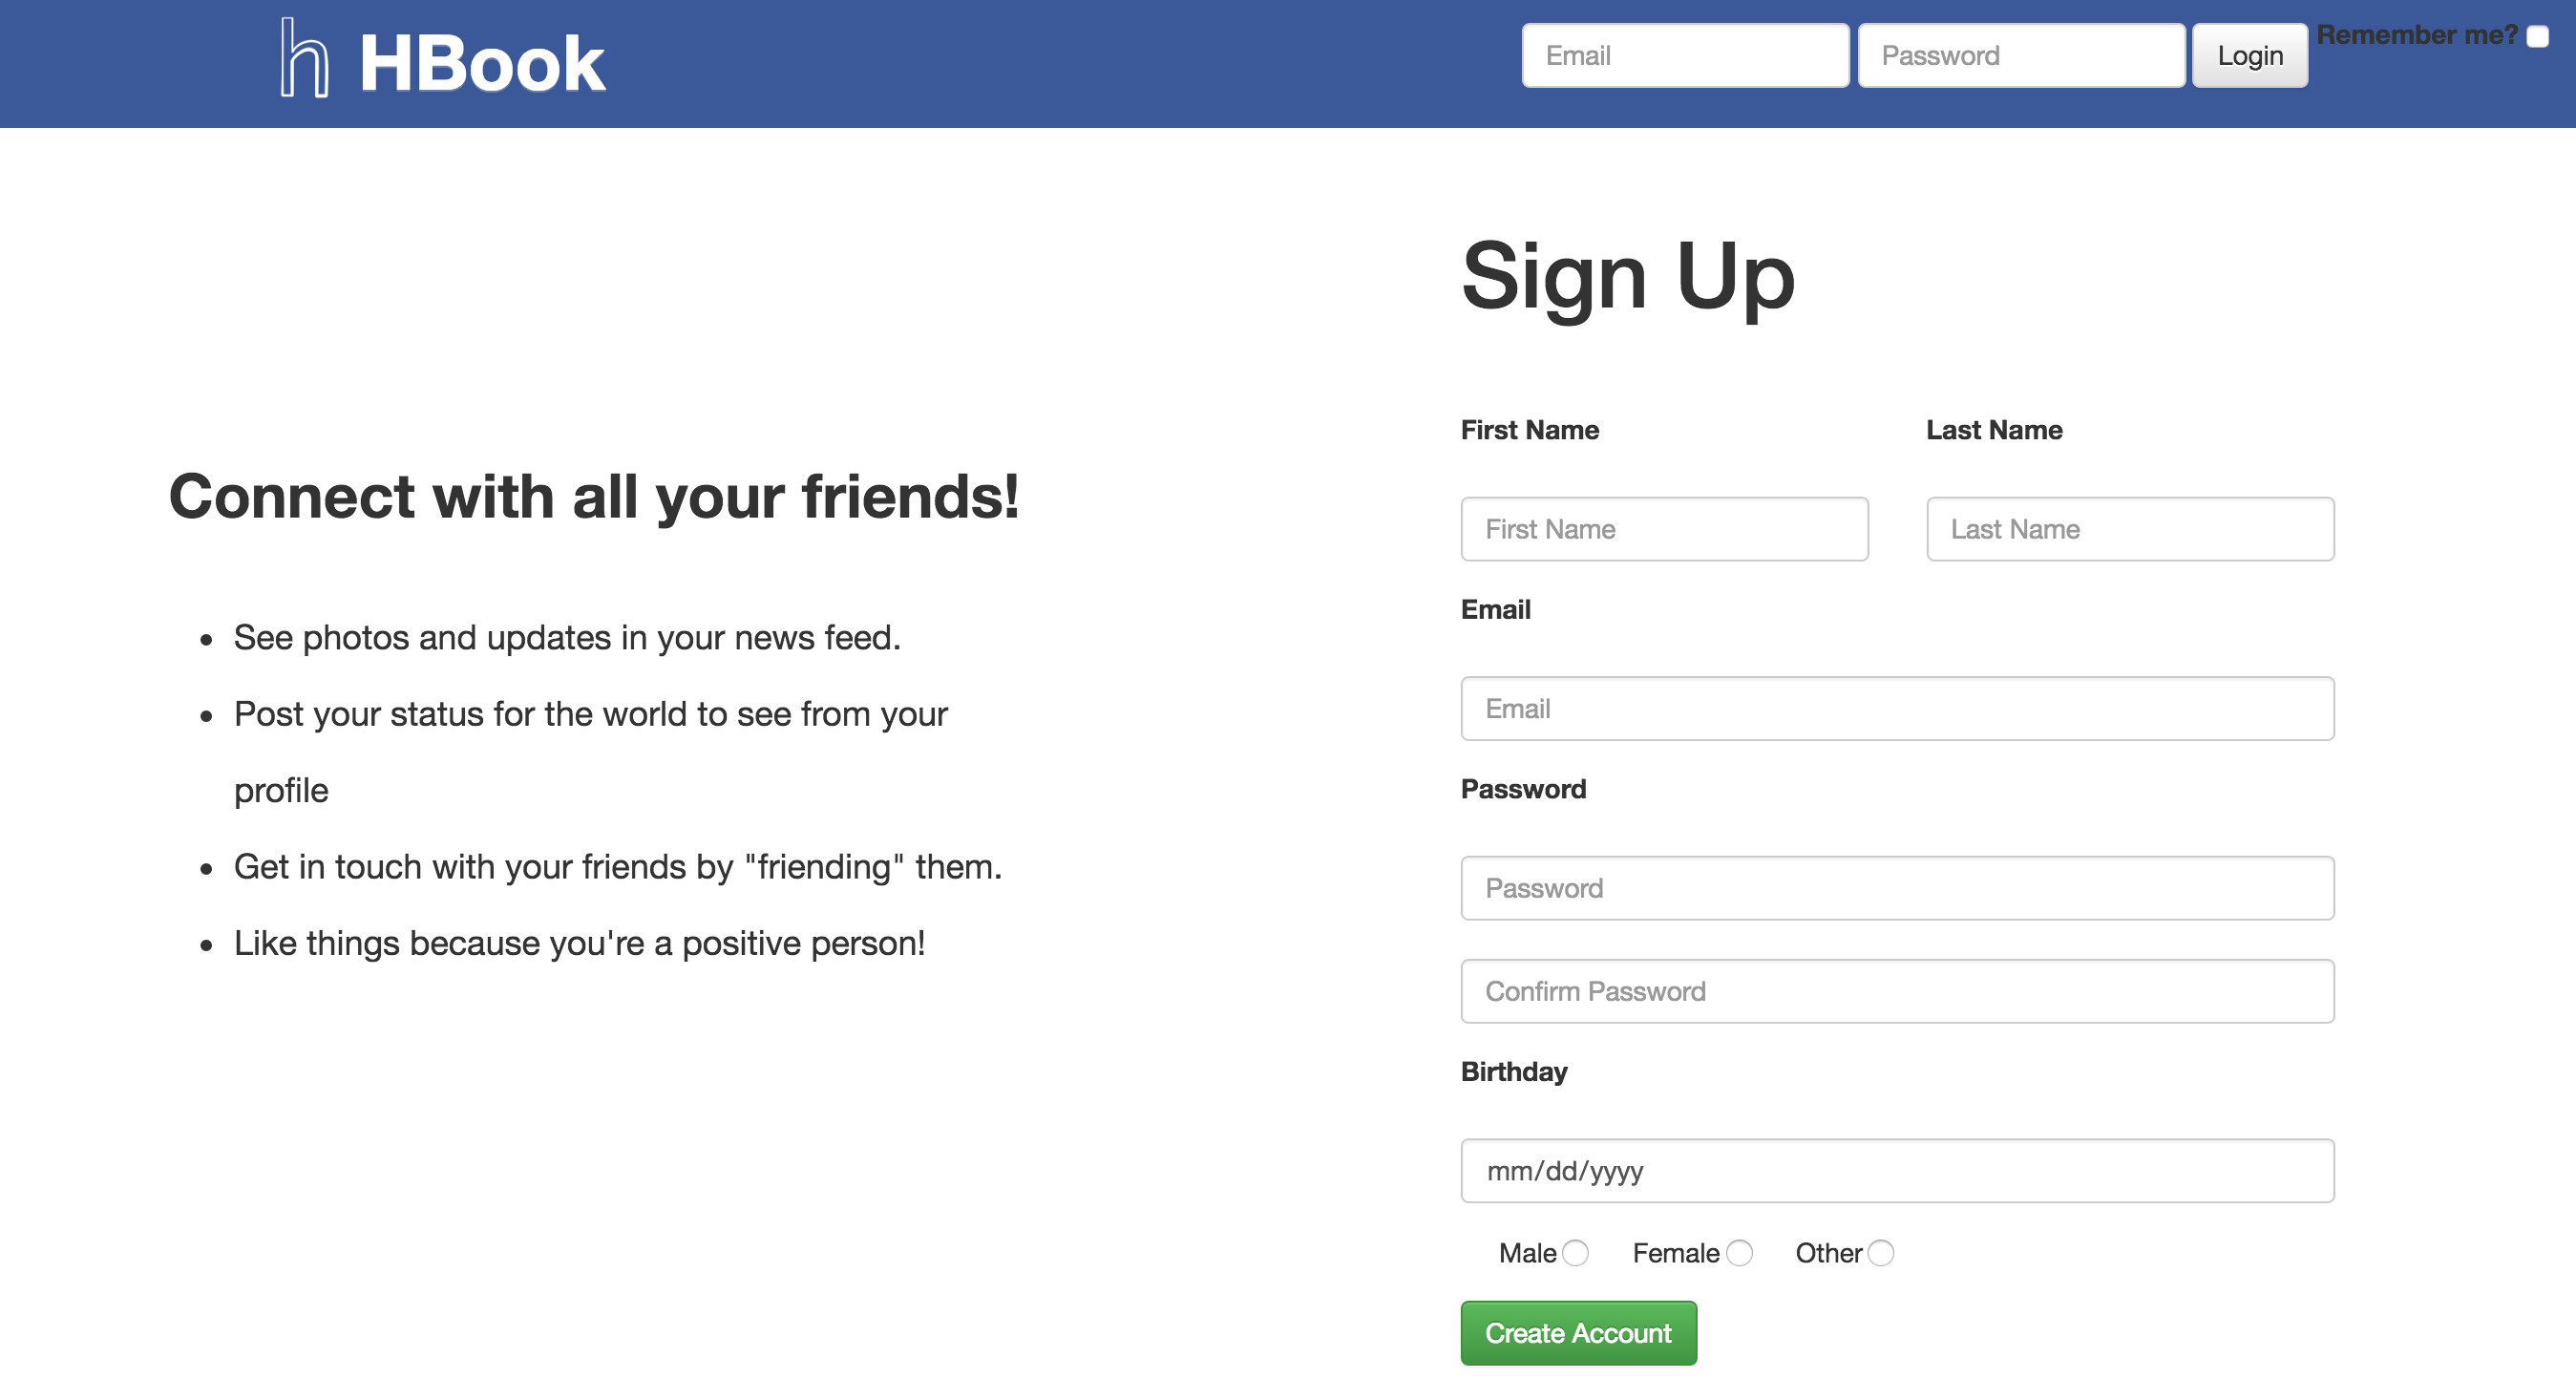 h HBook
Email Password Login Remember me?
Connect with all your friends!
• See photos and updates in your news feed.
• Post your status for the world to see from your
profile
• Get in touch with your friends by "friending" them.
• Like things because you're a positive person!
Sign Up
First Name Last Name
First Name Last Name
Email
Email
Password
Password
Confirm Password
Birthday
mm/dd/yyyy
Male Female Other
Create Account